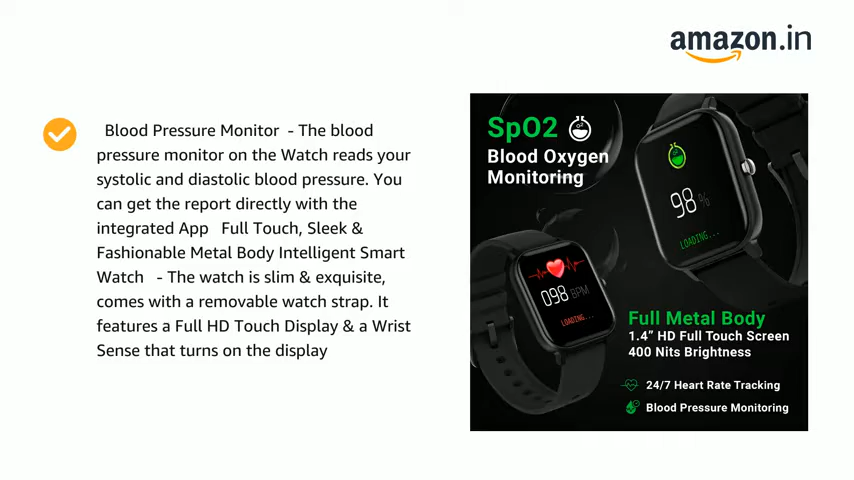 amazon.in
Blood Pressure Monitor - The blood
pressure monitor on the Watch reads your
systolic and diastolic blood pressure. You
can get the report directly with the
integrated App Full Touch, Sleek &
Fashionable Metal Body Intelligent Smart
Watch - The watch is slim & exquisite,
comes with a removable watch strap. It
features a Full HD Touch Display & a Wrist
Sense that turns on the display
SpO2
Blood Oxygen
Monitoring
98%
LOADING...
098 BPM
LOADING...
Full Metal Body
1.4” HD Full Touch Screen
400 Nits Brightness
24/7 Heart Rate Tracking
Blood Pressure Monitoring